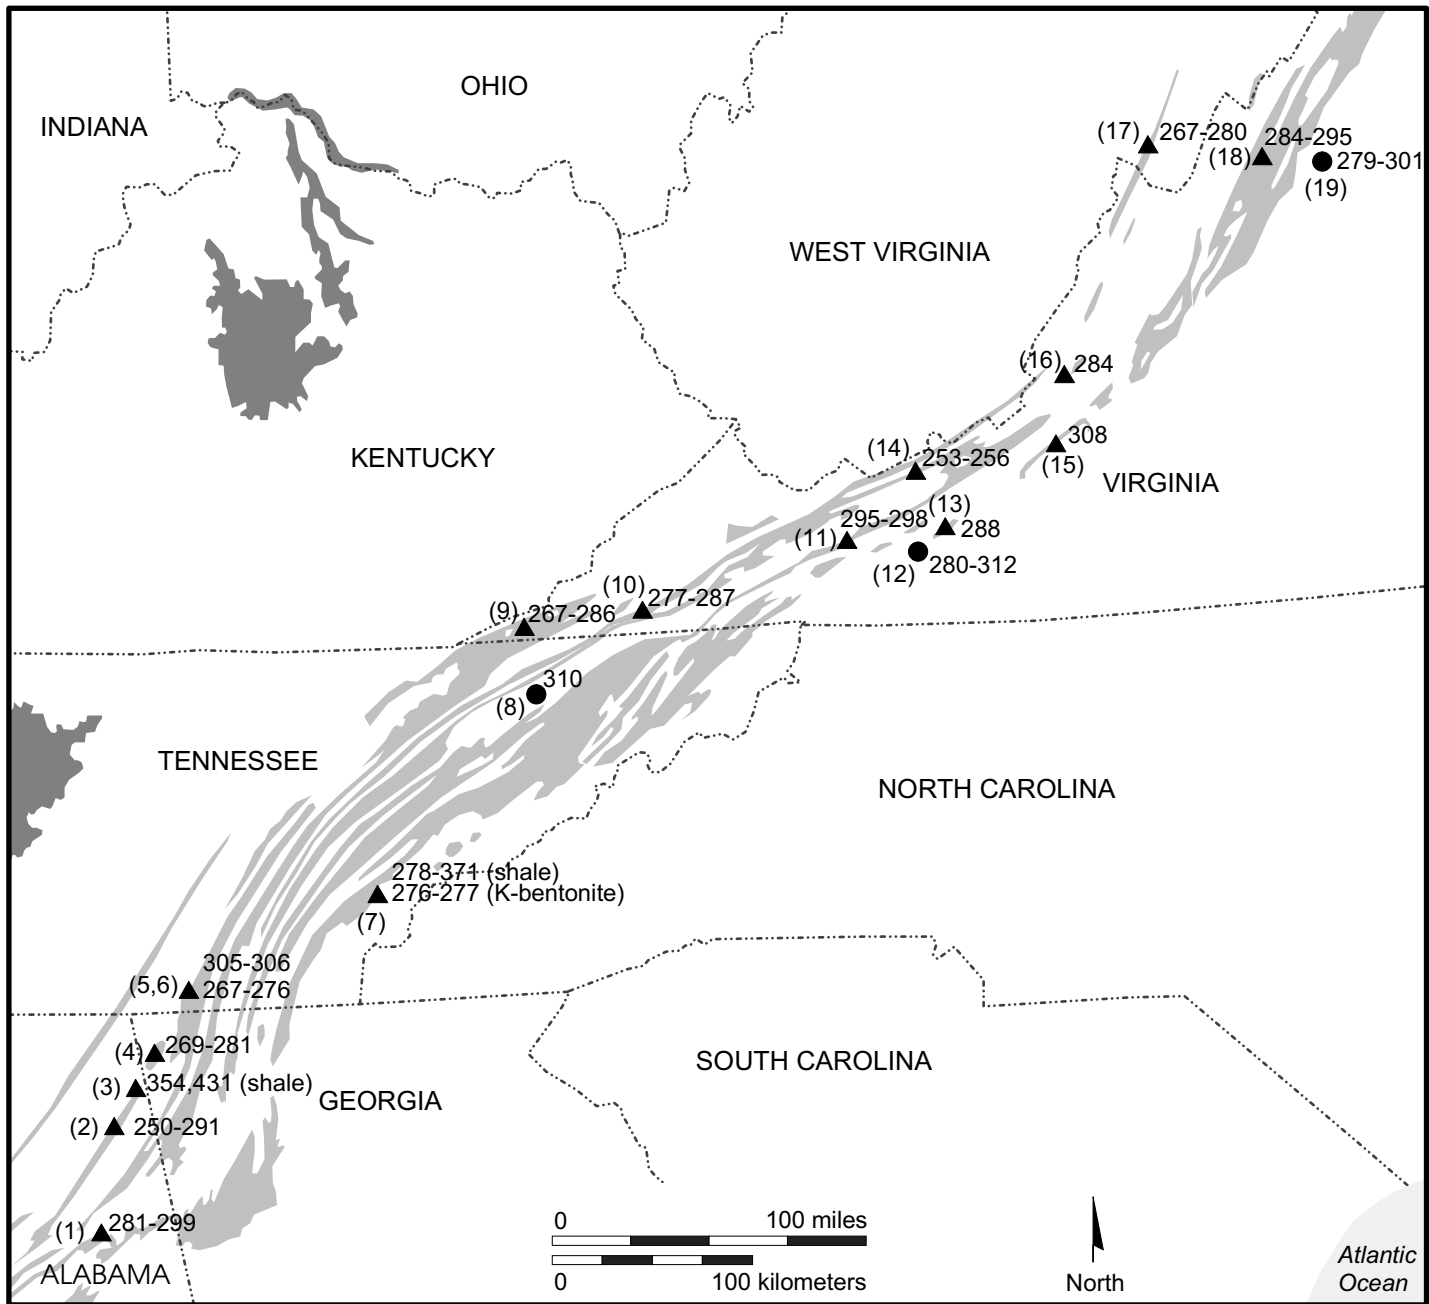 OHIO
INDIANA
(17)
267-280
284-295
(18)
279-301
(19)
WEST VIRGINIA
(16)
284
308
(15)
KENTUCKY
(14)
253-256
VIRGINIA
(13)
295-298
288
(11)
(12)
280-312
(10)
277-287
(9)
267-286
310
(8)
TENNESSEE
NORTH CAROLINA
278-371 (shale)
276-277 (K-bentonite)
(7)
305-306
(5,6)
267-276
(4)
269-281
SOUTH CAROLINA
(3)
354,431 (shale)
GEORGIA
(2)
250-291
(1)
281-299
0 100 miles
0 100 kilometers
North
ALABAMA
Atlantic
Ocean